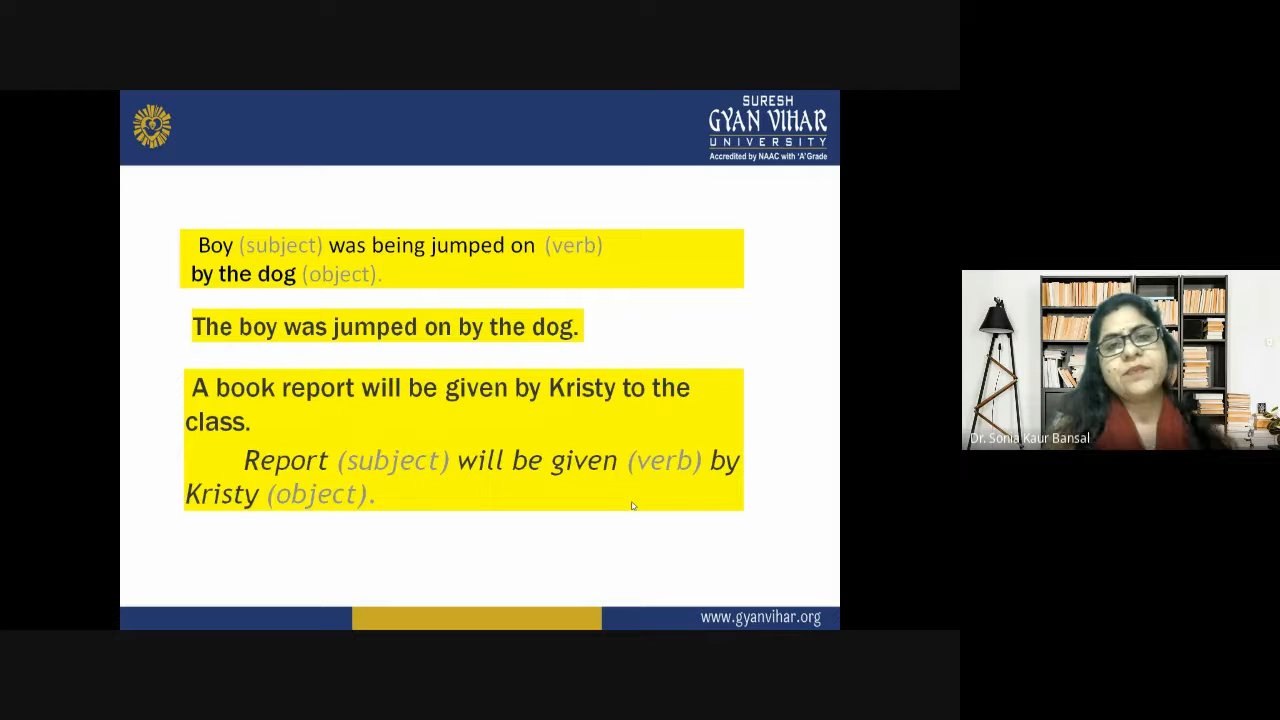 SURESH
GYAN VIHAR
UNIVERSITY
Accredited by NAAC with 'A' Grade
Boy (subject) was being jumped on (verb)
by the dog (object).
The boy was jumped on by the dog.
A book report will be given by Kristy to the
class.
Report (subject) will be given (verb) by
Kristy (object).
Dr. Sonia Kaur Bansal
www.gyanvihar.org